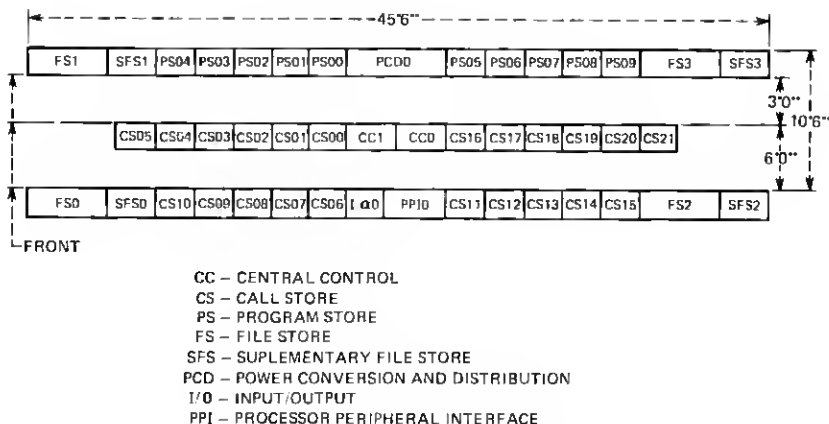 45'6"
FS1 SFS1 PS04 PS03 PS02 PS01 PS00 PCD0 PS05 PS06 PS07 PS08 PS09 FS3 SFS3
3'0"
10'6"
CS05 CS04 CS03 CS02 CS01 CS00 CC1 CC0 CS16 CS17 CS18 CS19 CS20 CS21
6'0"
FS0 SFS0 CS10 CS09 CS08 CS07 CS06 PPI0 CS11 CS12 CS13 CS14 CS15 FS2 SFS2
FRONT
CC – CENTRAL CONTROL
CS – CALL STORE
PS – PROGRAM STORE
FS – FILE STORE
SFS – SUPLEMENTARY FILE STORE
PCD – POWER CONVERSION AND DISTRIBUTION
I/O – INPUT/OUTPUT
PPI – PROCESSOR PERIPHERAL INTERFACE